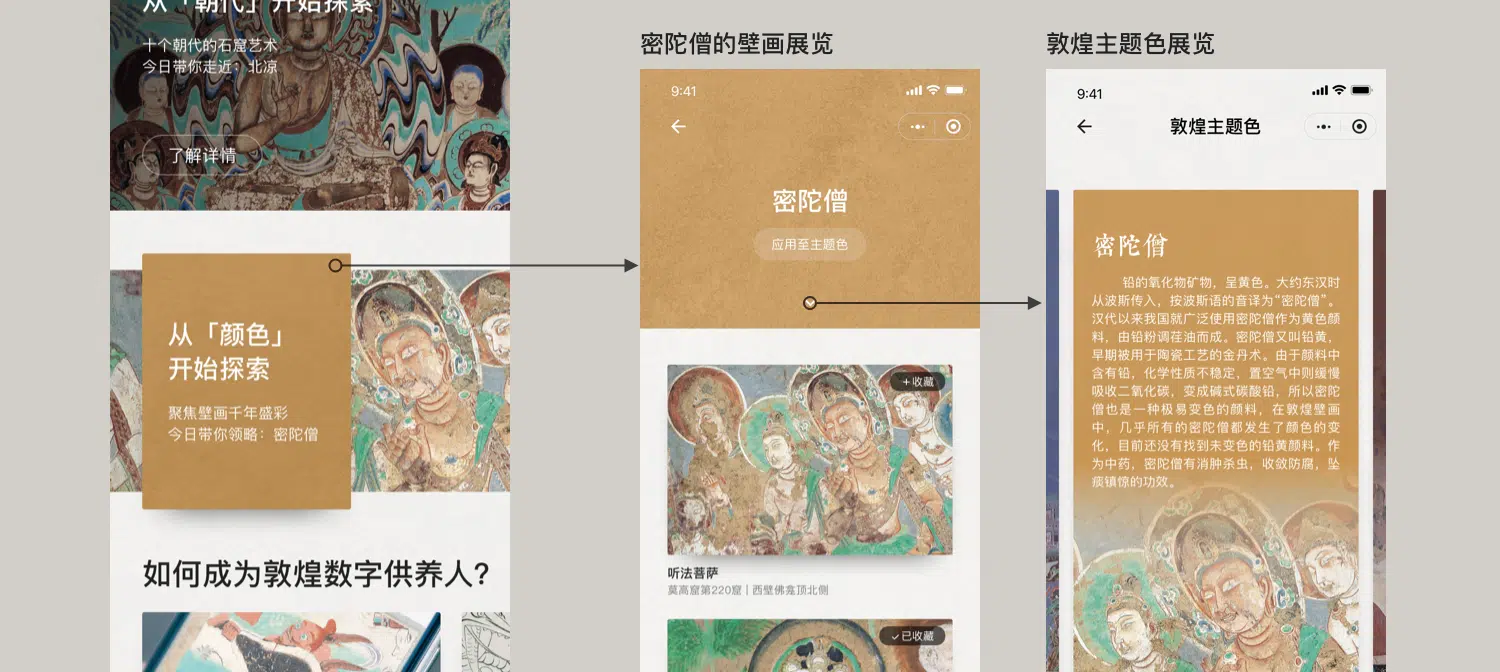 从「朝代」开始探索
十个朝代的石窟艺术
今日带你走近：北凉
了解详情
从「颜色」
开始探索
聚焦壁画千年盛彩
今日带你领略：密陀僧
如何成为敦煌数字供养人?
密陀僧的壁画展览
9:41
密陀僧
应用至主题色
+收藏
听法菩萨
莫高窟第220窟 | 西壁佛龛顶北侧
✓已收藏
敦煌主题色展览
9:41
敦煌主题色
密陀僧
铅的氧化物矿物，呈黄色。大约东汉时
从波斯传入，按波斯语的音译为“密陀僧”。
汉代以来我国就广泛使用密陀僧作为黄色颜
料，由铅粉调荏油而成。密陀僧又叫铅黄，
早期被用于陶瓷工艺的金丹术。由于颜料中
含有铅，化学性质不稳定，置空气中则缓慢
吸收二氧化碳，变成碱式碳酸铅，所以密陀
僧也是一种极易变色的颜料，在敦煌壁画
中，几乎所有的密陀僧都发生了颜色的变
化，目前还没有找到未变色的铅黄颜料。作
为中药，密陀僧有消肿杀虫，收敛防腐，坠
痰镇惊的功效。